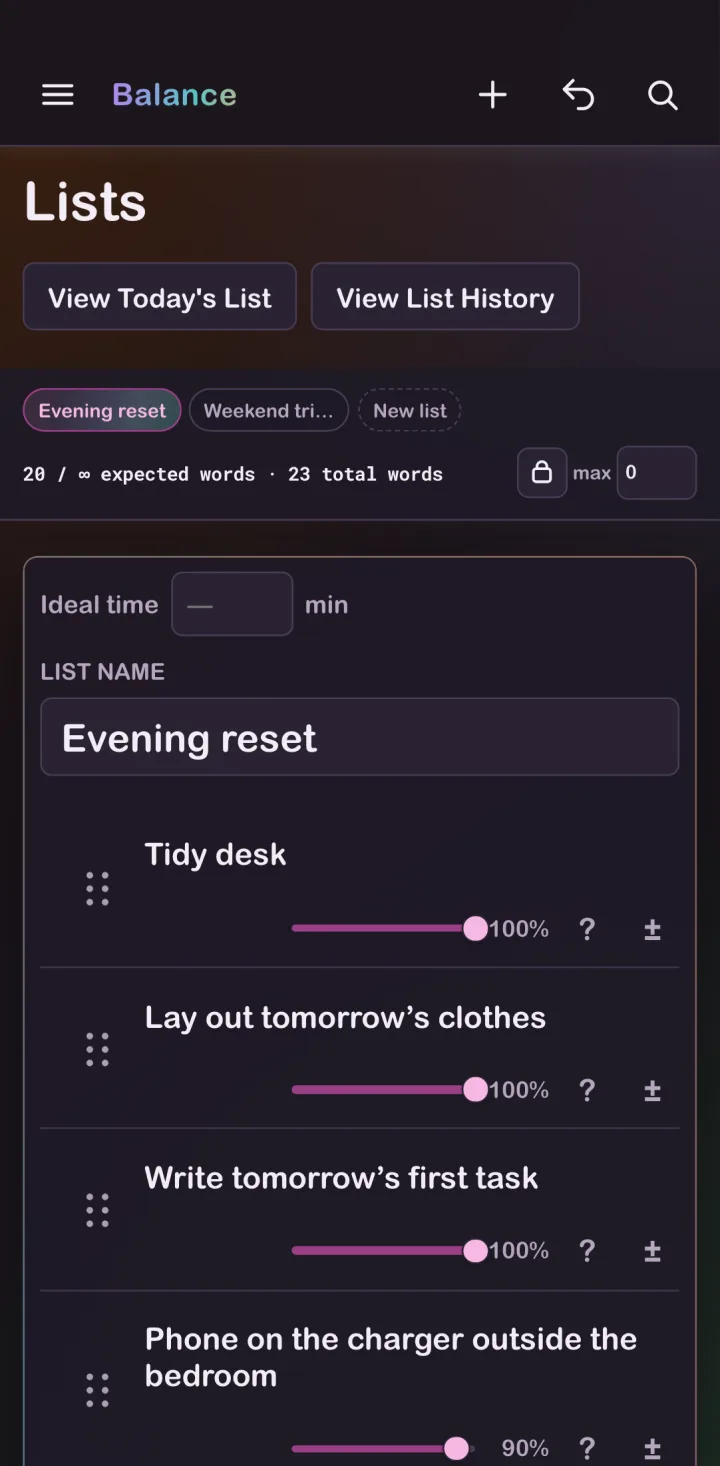 Balance
Lists
View Today's List
View List History
Evening reset
Weekend tri...
New list
20 / ∞ expected words · 23 total words
max
0
Ideal time
—
min
LIST NAME
Evening reset
Tidy desk
100%
?
±
Lay out tomorrow’s clothes
100%
?
±
Write tomorrow’s first task
100%
?
±
Phone on the charger outside the
bedroom
90%
?
±